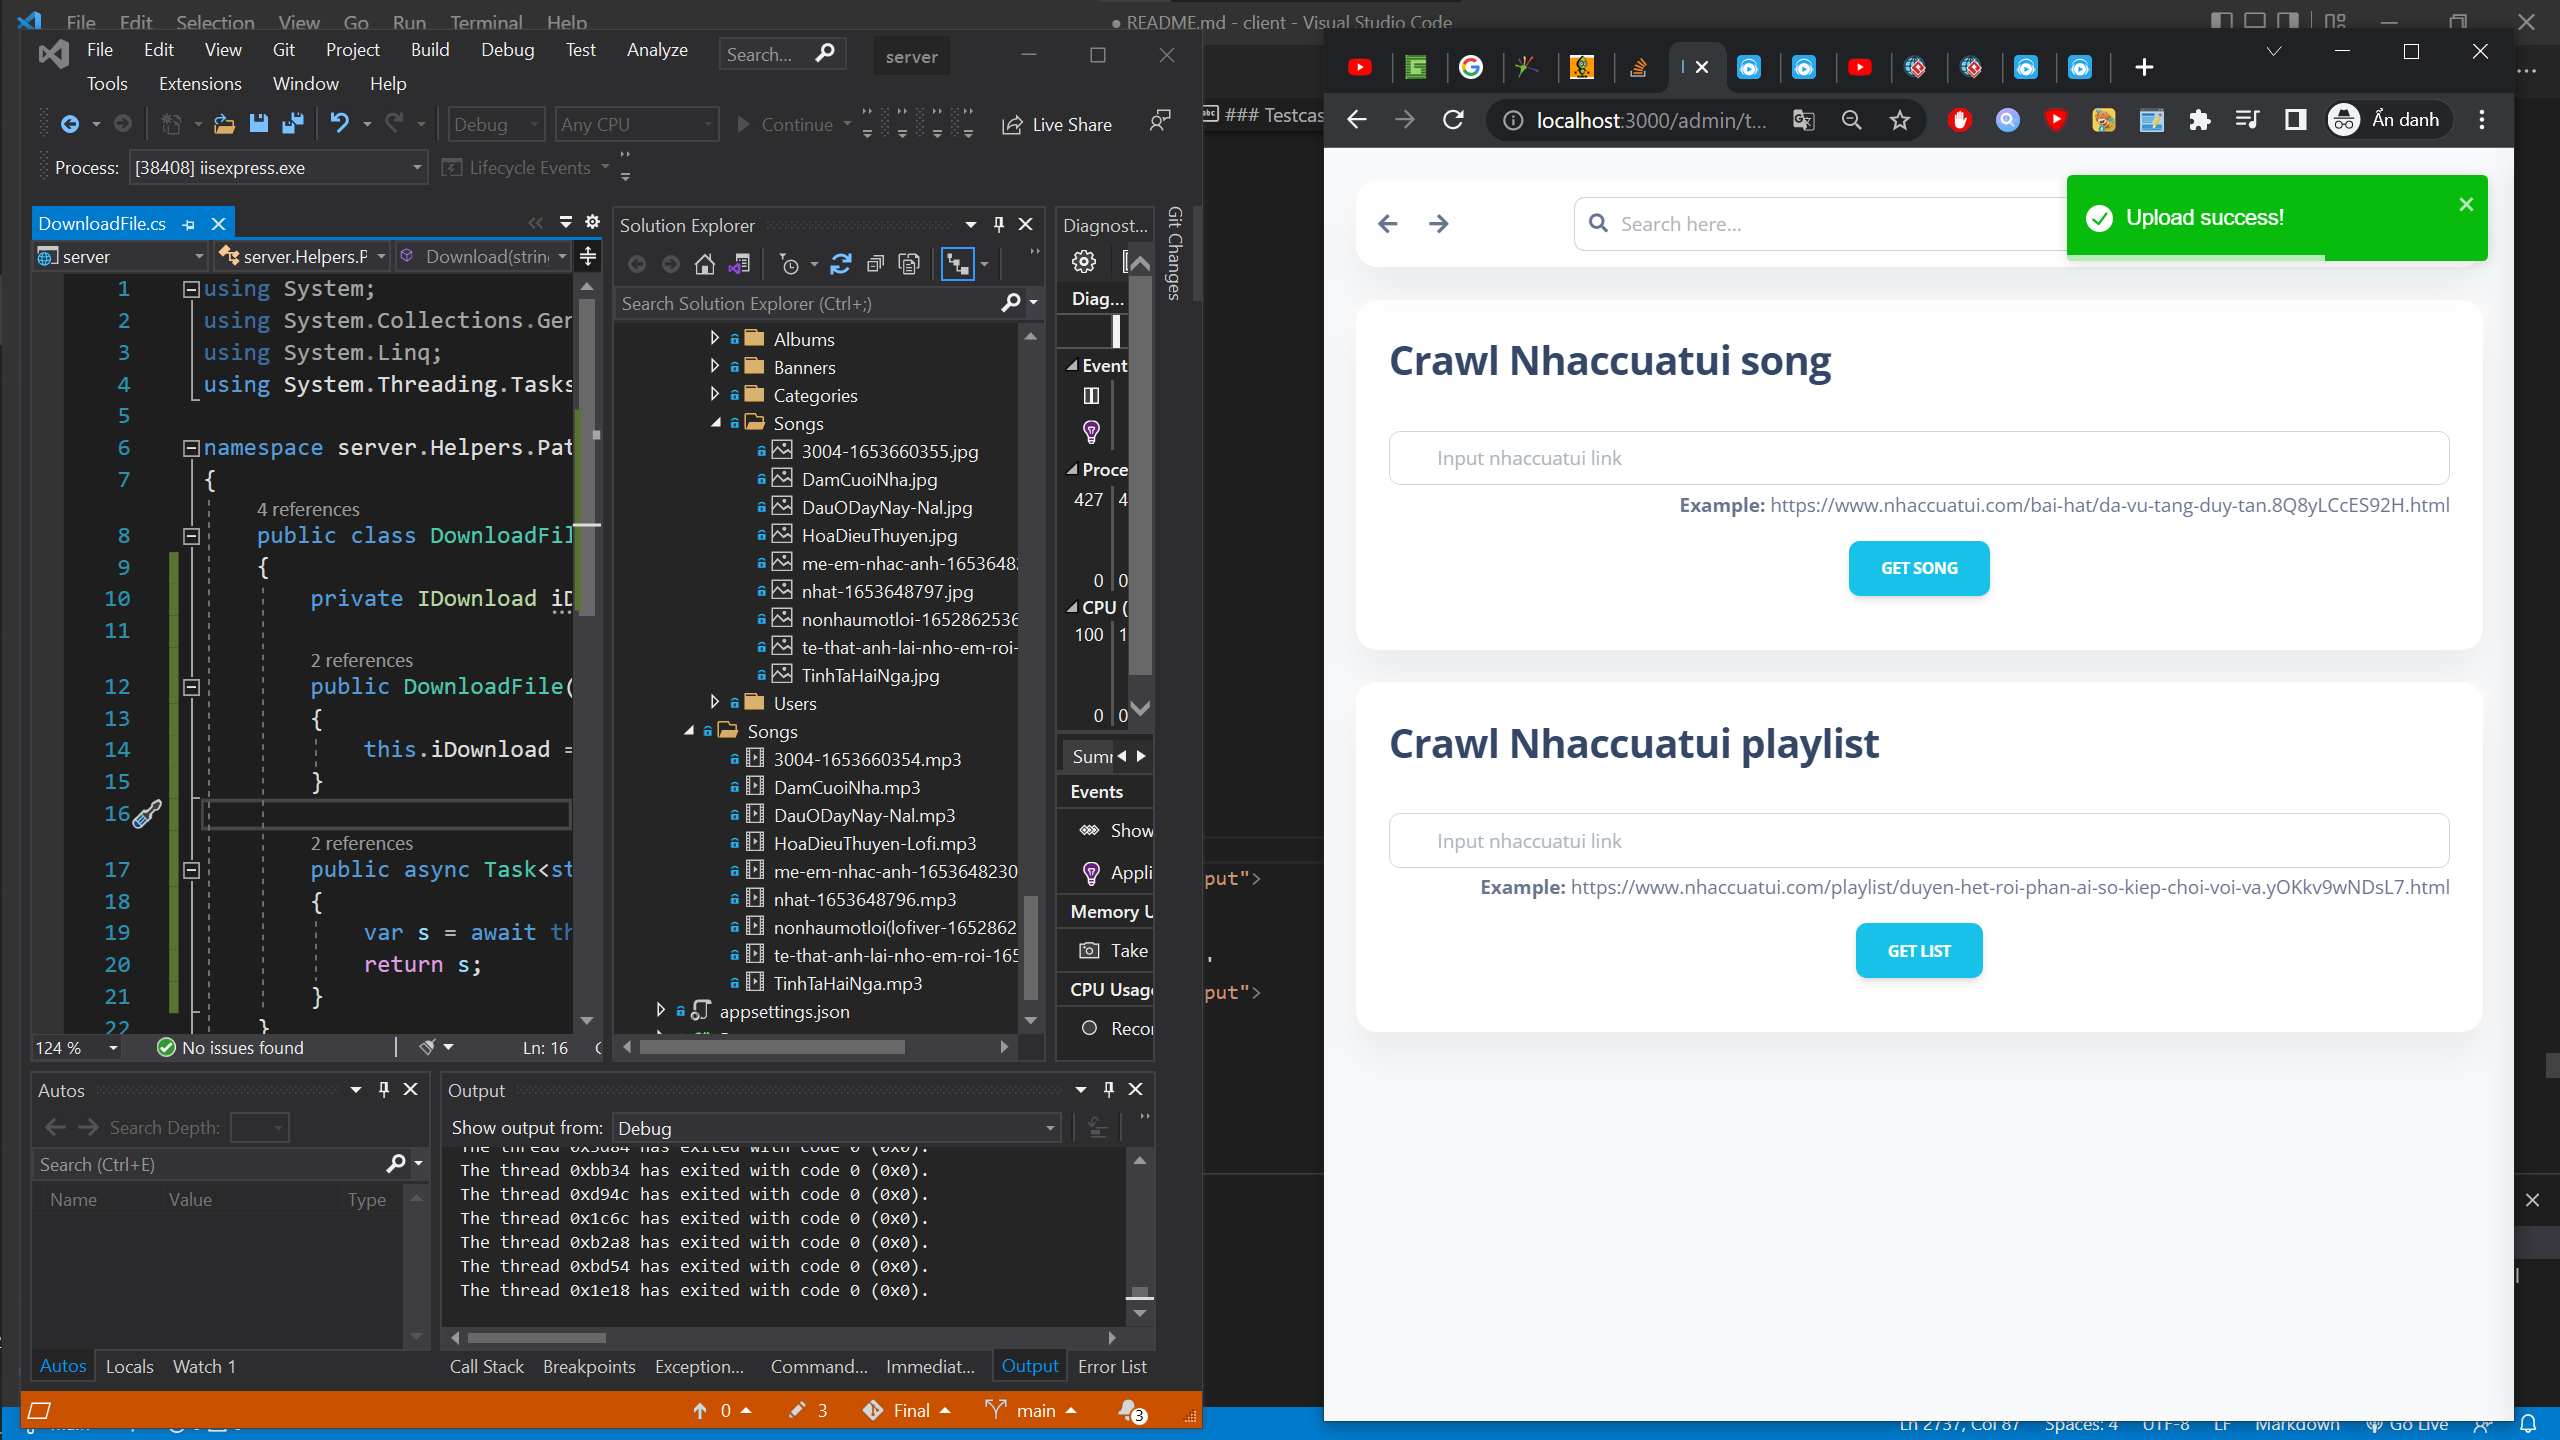 File Edit Selection View Go Run Terminal Help
● README.md - client - Visual Studio Code
File Edit View Git Project Build Debug Test Analyze
Search...
server
Tools Extensions Window Help
Debug
Any CPU
Continue
Live Share
Process: [38408] iisexpress.exe
Lifecycle Events
DownloadFile.cs
server
server.Helpers.P
Download(string
1 using System;
2 using System.Collections.Ger
3 using System.Linq;
4 using System.Threading.Tasks
5
6 namespace server.Helpers.Pat
7 {
4 references
8 public class DownloadFil
9 {
10 private IDownload iD
11
2 references
12 public DownloadFile(
13 {
14 this.iDownload =
15 }
16
2 references
17 public async Task<st
18 {
19 var s = await th
20 return s;
21 }
22 }
124 %
No issues found
Ln: 16
Solution Explorer
Search Solution Explorer (Ctrl+;)
Albums
Banners
Categories
Songs
3004-1653660355.jpg
DamCuoiNha.jpg
DauODayNay-Nal.jpg
HoaDieuThuyen.jpg
me-em-nhac-anh-16536482
nhat-1653648797.jpg
nonhaumotloi-1652862536
te-that-anh-lai-nho-em-roi-
TinhTaHaiNga.jpg
Users
Songs
3004-1653660354.mp3
DamCuoiNha.mp3
DauODayNay-Nal.mp3
HoaDieuThuyen-Lofi.mp3
me-em-nhac-anh-1653648230
nhat-1653648796.mp3
nonhaumotloi(lofiver-1652862
te-that-anh-lai-nho-em-roi-165
TinhTaHaiNga.mp3
appsettings.json
Diagnost...
Diag...
Event
Proce
427 4
0 0
CPU (
100 1
0 0
Summ
Events
Show
Appli
Memory U
Take
CPU Usage
Recor
Git Changes
Autos
Search Depth:
Search (Ctrl+E)
Name Value Type
Autos Locals Watch 1
Output
Show output from: Debug
The thread 0x3d84 has exited with code 0 (0x0).
The thread 0xbb34 has exited with code 0 (0x0).
The thread 0xd94c has exited with code 0 (0x0).
The thread 0x1c6c has exited with code 0 (0x0).
The thread 0xb2a8 has exited with code 0 (0x0).
The thread 0xbd54 has exited with code 0 (0x0).
The thread 0x1e18 has exited with code 0 (0x0).
Call Stack Breakpoints Exception... Command... Immediat... Output Error List
0 3 Final main 3
### Testcas
put">
'
put">
localhost:3000/admin/t...
Ẩn danh
Search here...
Upload success!
Crawl Nhaccuatui song
Input nhaccuatui link
Example: https://www.nhaccuatui.com/bai-hat/da-vu-tang-duy-tan.8Q8yLCcES92H.html
GET SONG
Crawl Nhaccuatui playlist
Input nhaccuatui link
Example: https://www.nhaccuatui.com/playlist/duyen-het-roi-phan-ai-so-kiep-choi-voi-va.yOKkv9wNDsL7.html
GET LIST
Ln 2737, Col 87 Spaces: 4 UTF-8 LF Markdown Go Live